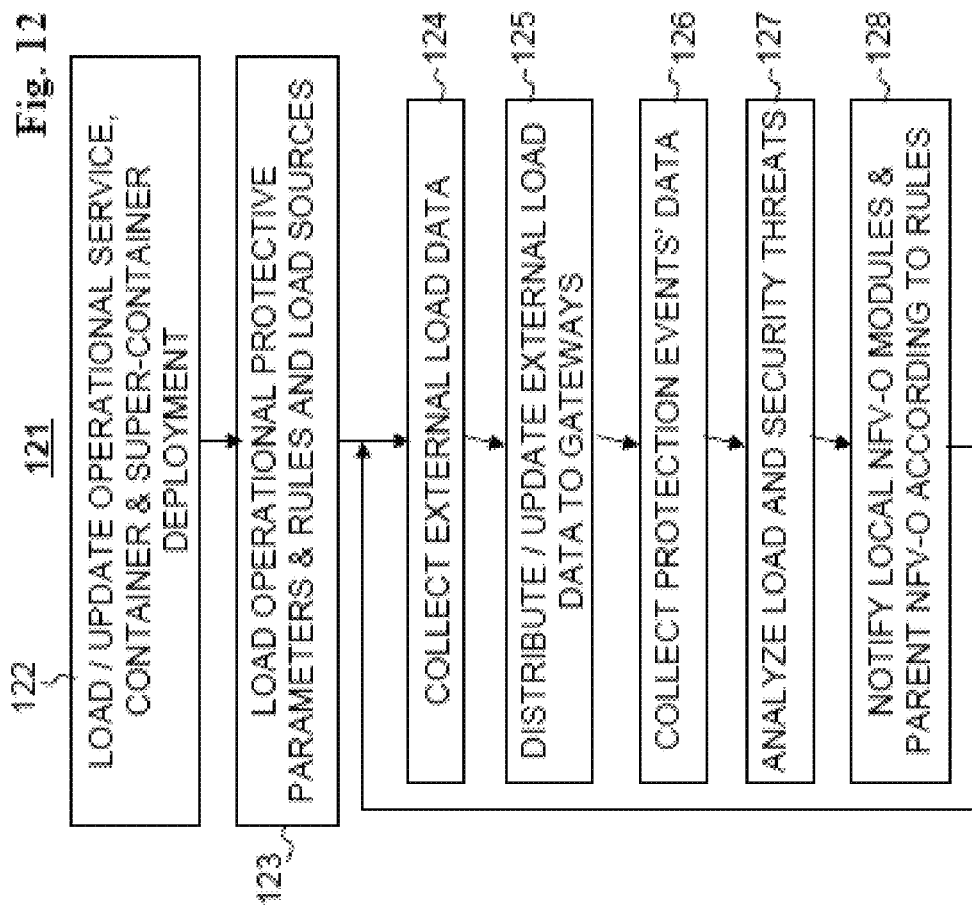 Fig. 12
121
122
LOAD / UPDATE OPERATIONAL SERVICE,
CONTAINER & SUPER-CONTAINER
DEPLOYMENT
123
LOAD OPERATIONAL PROTECTIVE
PARAMETERS & RULES AND LOAD SOURCES
COLLECT EXTERNAL LOAD DATA
124
DISTRIBUTE / UPDATE EXTERNAL LOAD
DATA TO GATEWAYS
125
COLLECT PROTECTION EVENTS' DATA
126
ANALYZE LOAD AND SECURITY THREATS
127
NOTIFY LOCAL NFV-O MODULES &
PARENT NFV-O ACCORDING TO RULES
128